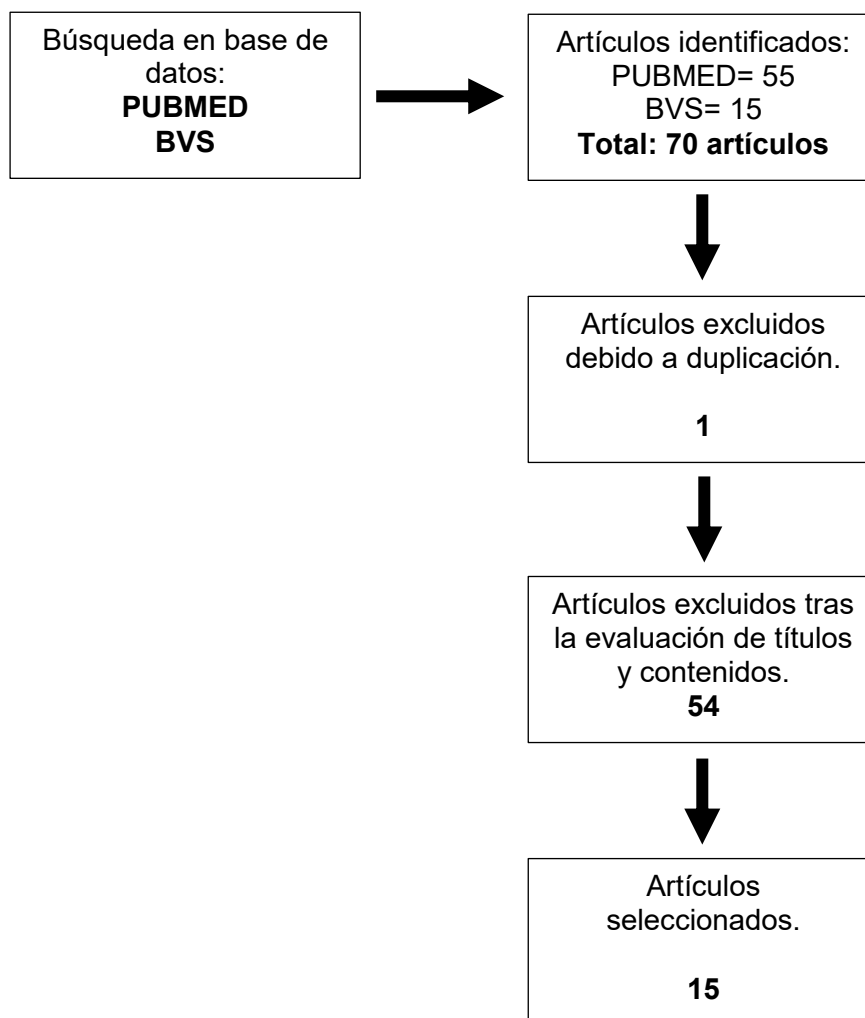 Búsqueda en base de
datos:
PUBMED
BVS
Artículos identificados:
PUBMED= 55
BVS= 15
Total: 70 artículos
Artículos excluidos
debido a duplicación.
1
Artículos excluidos tras
la evaluación de títulos
y contenidos.
54
Artículos
seleccionados.
15